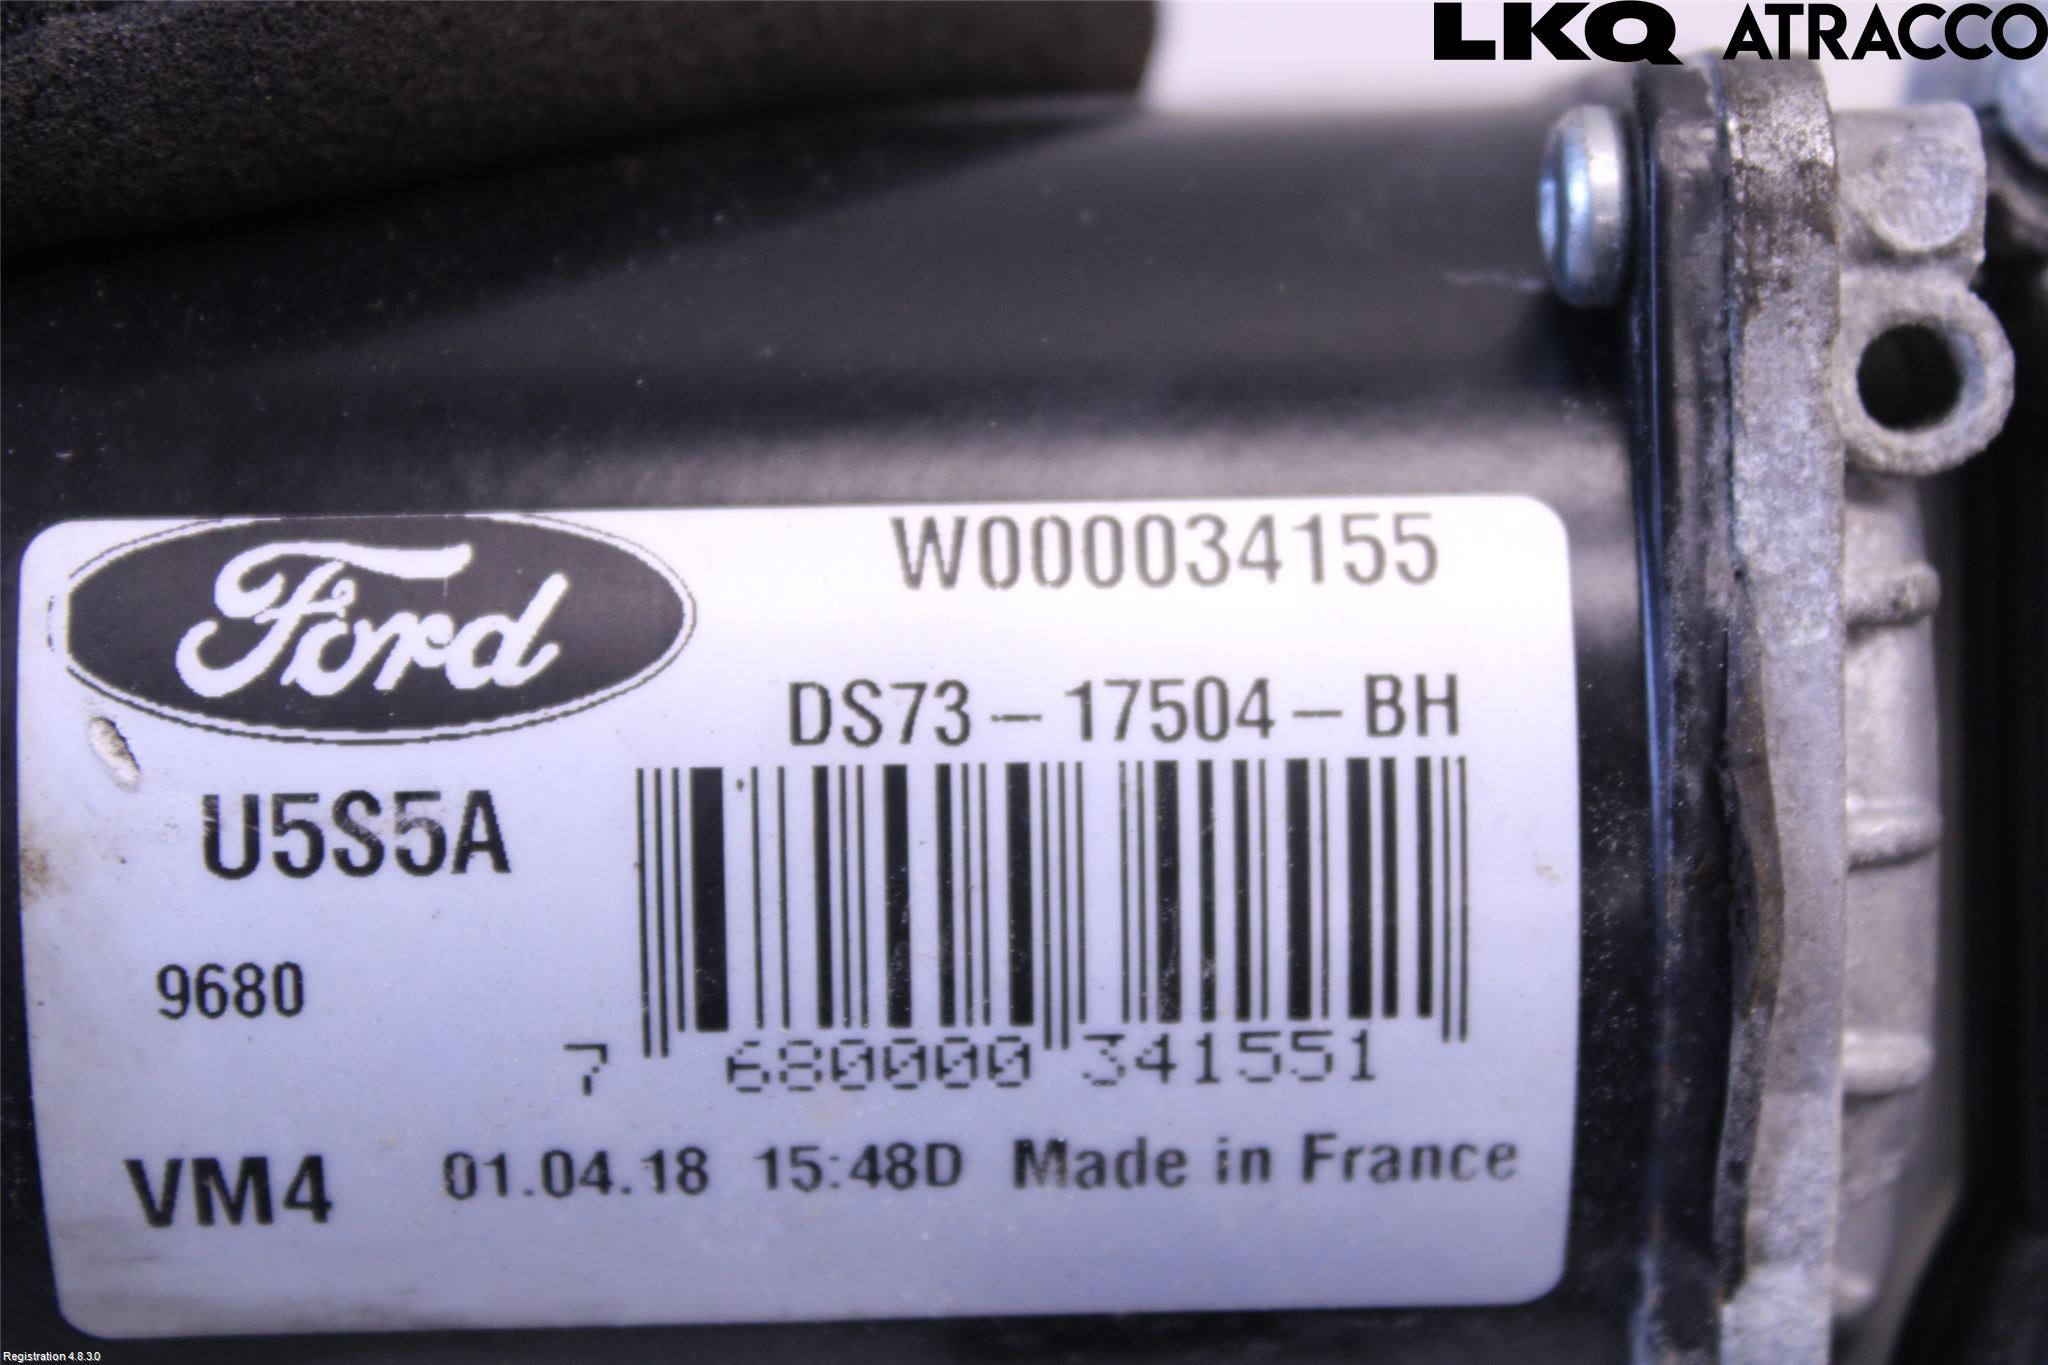 LKQ ATRACCO
Ford
W000034155
DS73-17504-BH
U5S5A
9680
7 680000 341551
VM4 01.04.18 15:48D Made in France
Registration 4.8.3.0